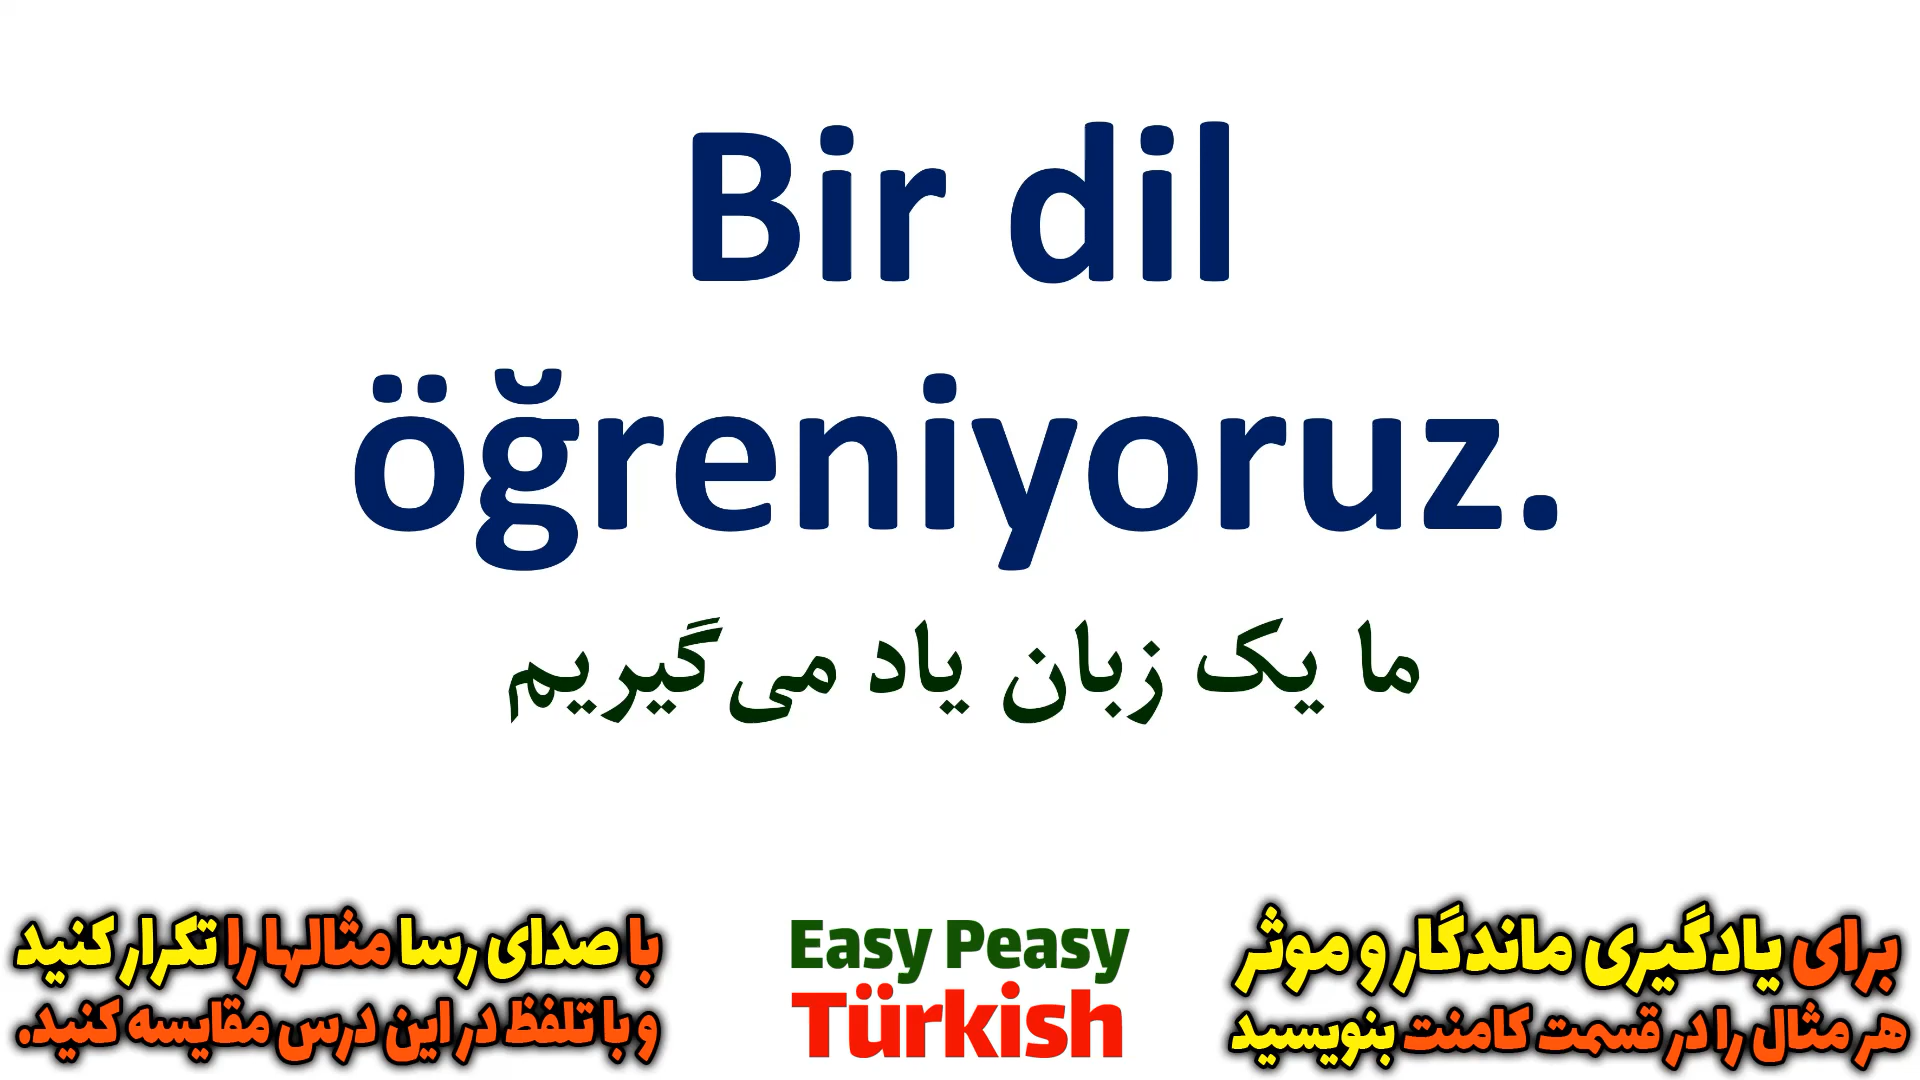 Bir dil
öğreniyoruz.
ما یک زبان یاد می‌گیریم
برای یادگیری ماندگار و موثر
هر مثال را در قسمت کامنت بنویسید
Easy Peasy
Türkish
با صدای رسا مثالها را تکرار کنید
و با تلفظ در این درس مقایسه کنید.